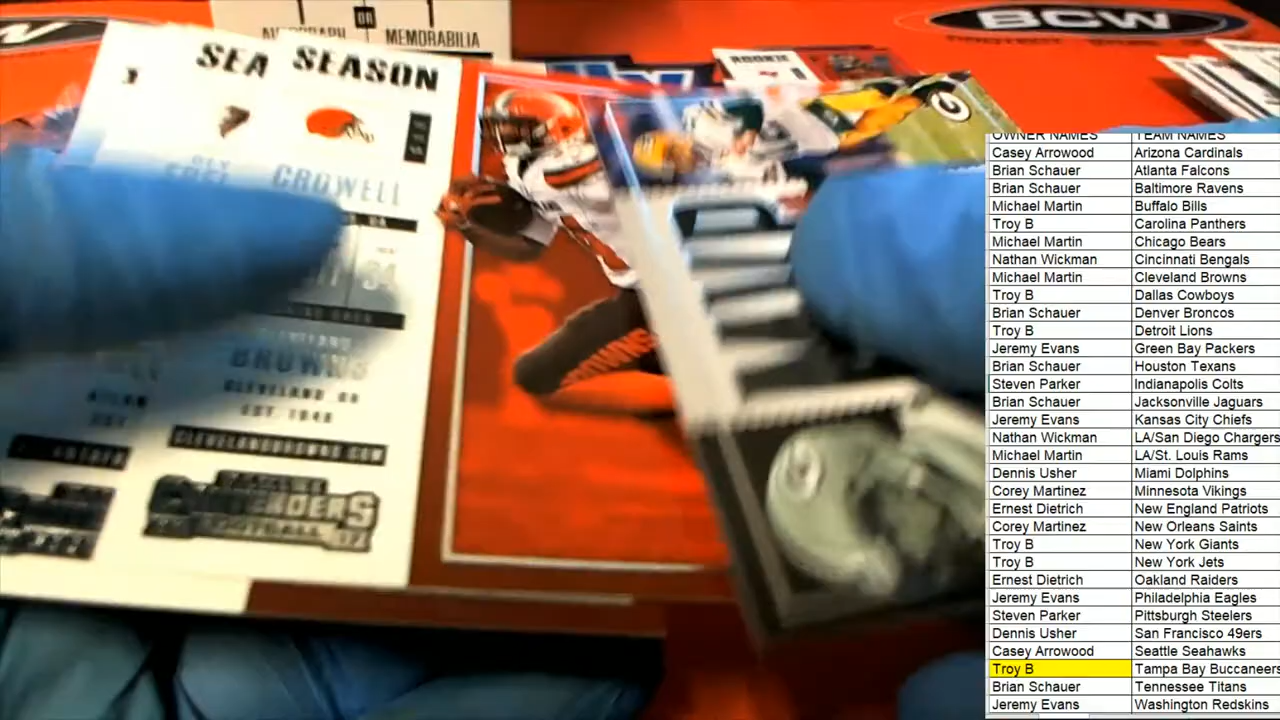 OR
MEMORABILIA
BCW
ROOKIE
SEA SEASON
CROWELL
CLEVELAND, OH
EST. 1946
CLEVELANDBROWNS.COM
CONTENDERS
G
OWNER NAMES TEAM NAMES
Casey Arrowood Arizona Cardinals
Brian Schauer Atlanta Falcons
Brian Schauer Baltimore Ravens
Michael Martin Buffalo Bills
Troy B Carolina Panthers
Michael Martin Chicago Bears
Nathan Wickman Cincinnati Bengals
Michael Martin Cleveland Browns
Troy B Dallas Cowboys
Brian Schauer Denver Broncos
Troy B Detroit Lions
Jeremy Evans Green Bay Packers
Brian Schauer Houston Texans
Steven Parker Indianapolis Colts
Brian Schauer Jacksonville Jaguars
Jeremy Evans Kansas City Chiefs
Nathan Wickman LA/San Diego Chargers
Michael Martin LA/St. Louis Rams
Dennis Usher Miami Dolphins
Corey Martinez Minnesota Vikings
Ernest Dietrich New England Patriots
Corey Martinez New Orleans Saints
Troy B New York Giants
Troy B New York Jets
Ernest Dietrich Oakland Raiders
Jeremy Evans Philadelphia Eagles
Steven Parker Pittsburgh Steelers
Dennis Usher San Francisco 49ers
Casey Arrowood Seattle Seahawks
Troy B Tampa Bay Buccaneers
Brian Schauer Tennessee Titans
Jeremy Evans Washington Redskins